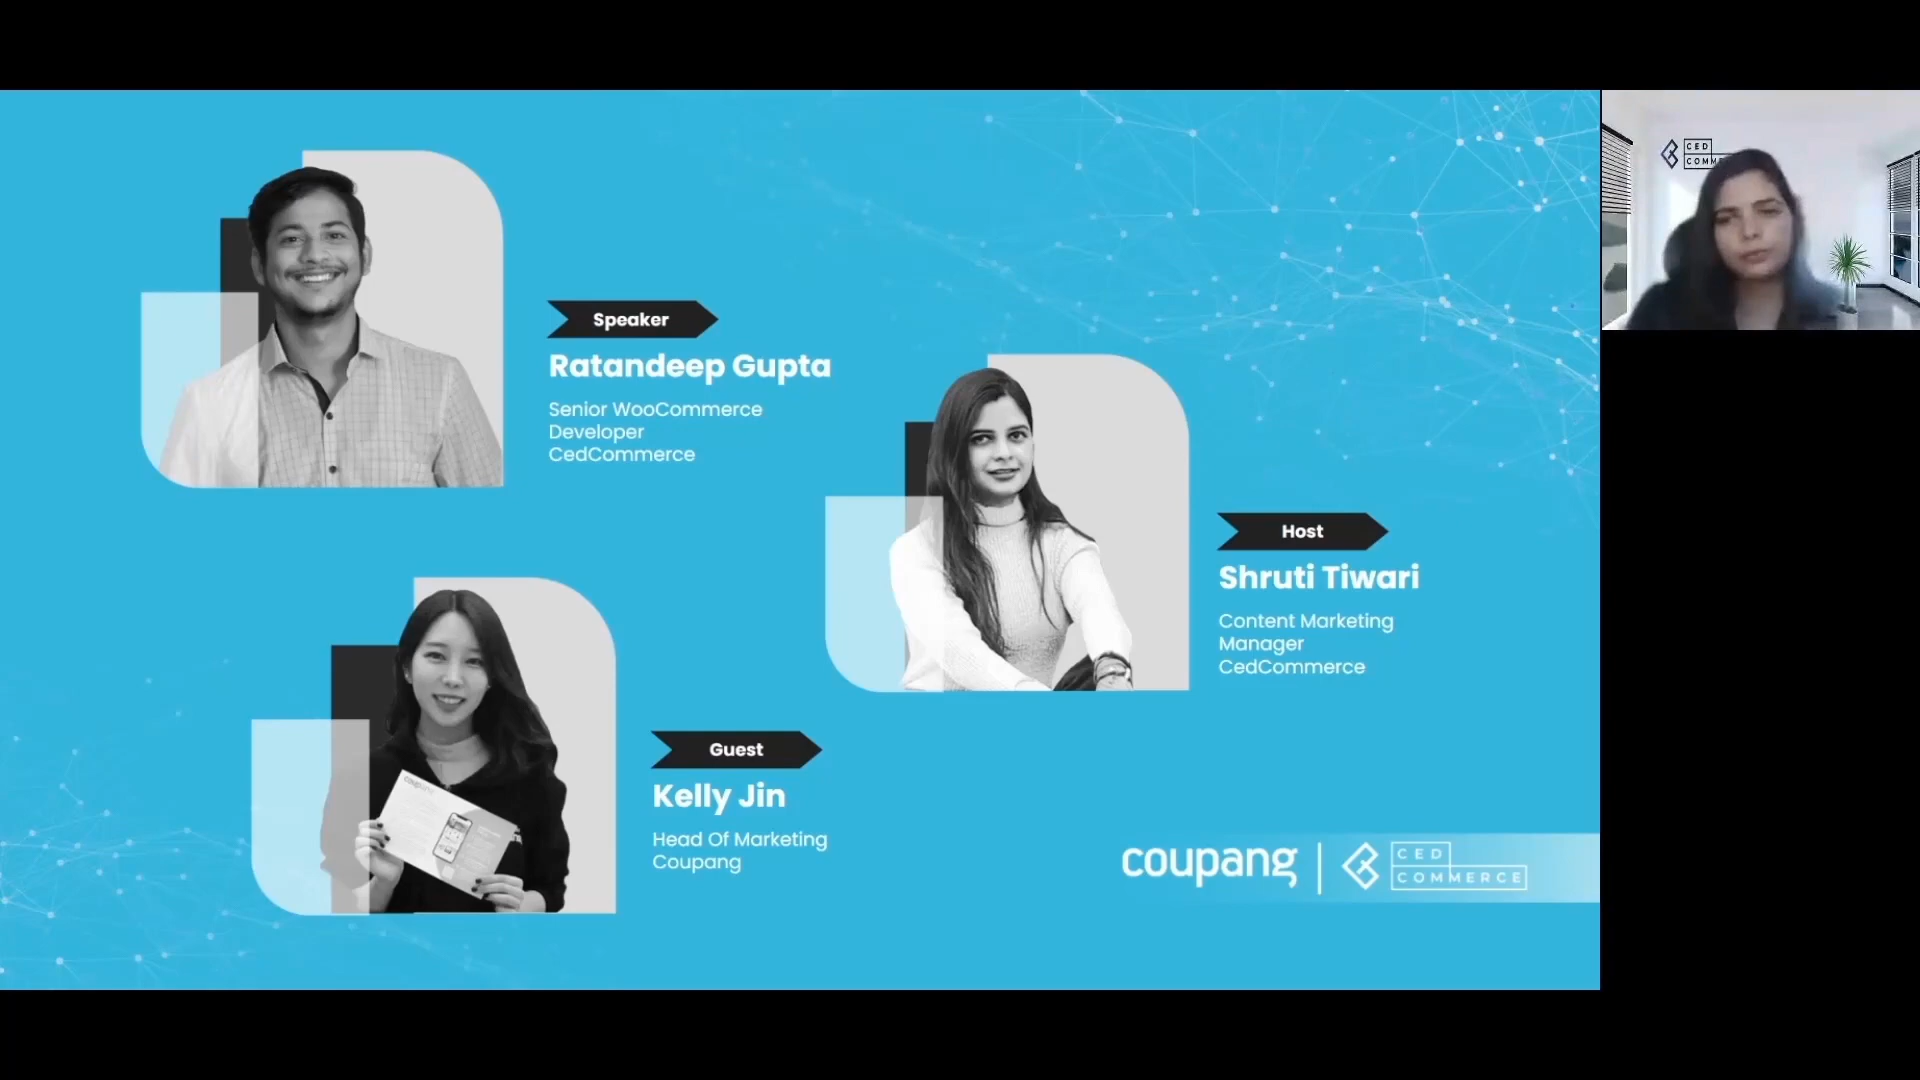 Speaker
Ratandeep Gupta
Senior WooCommerce
Developer
CedCommerce
Host
Shruti Tiwari
Content Marketing
Manager
CedCommerce
Guest
Kelly Jin
Head Of Marketing
Coupang
coupang
CED
COMMERCE
CED